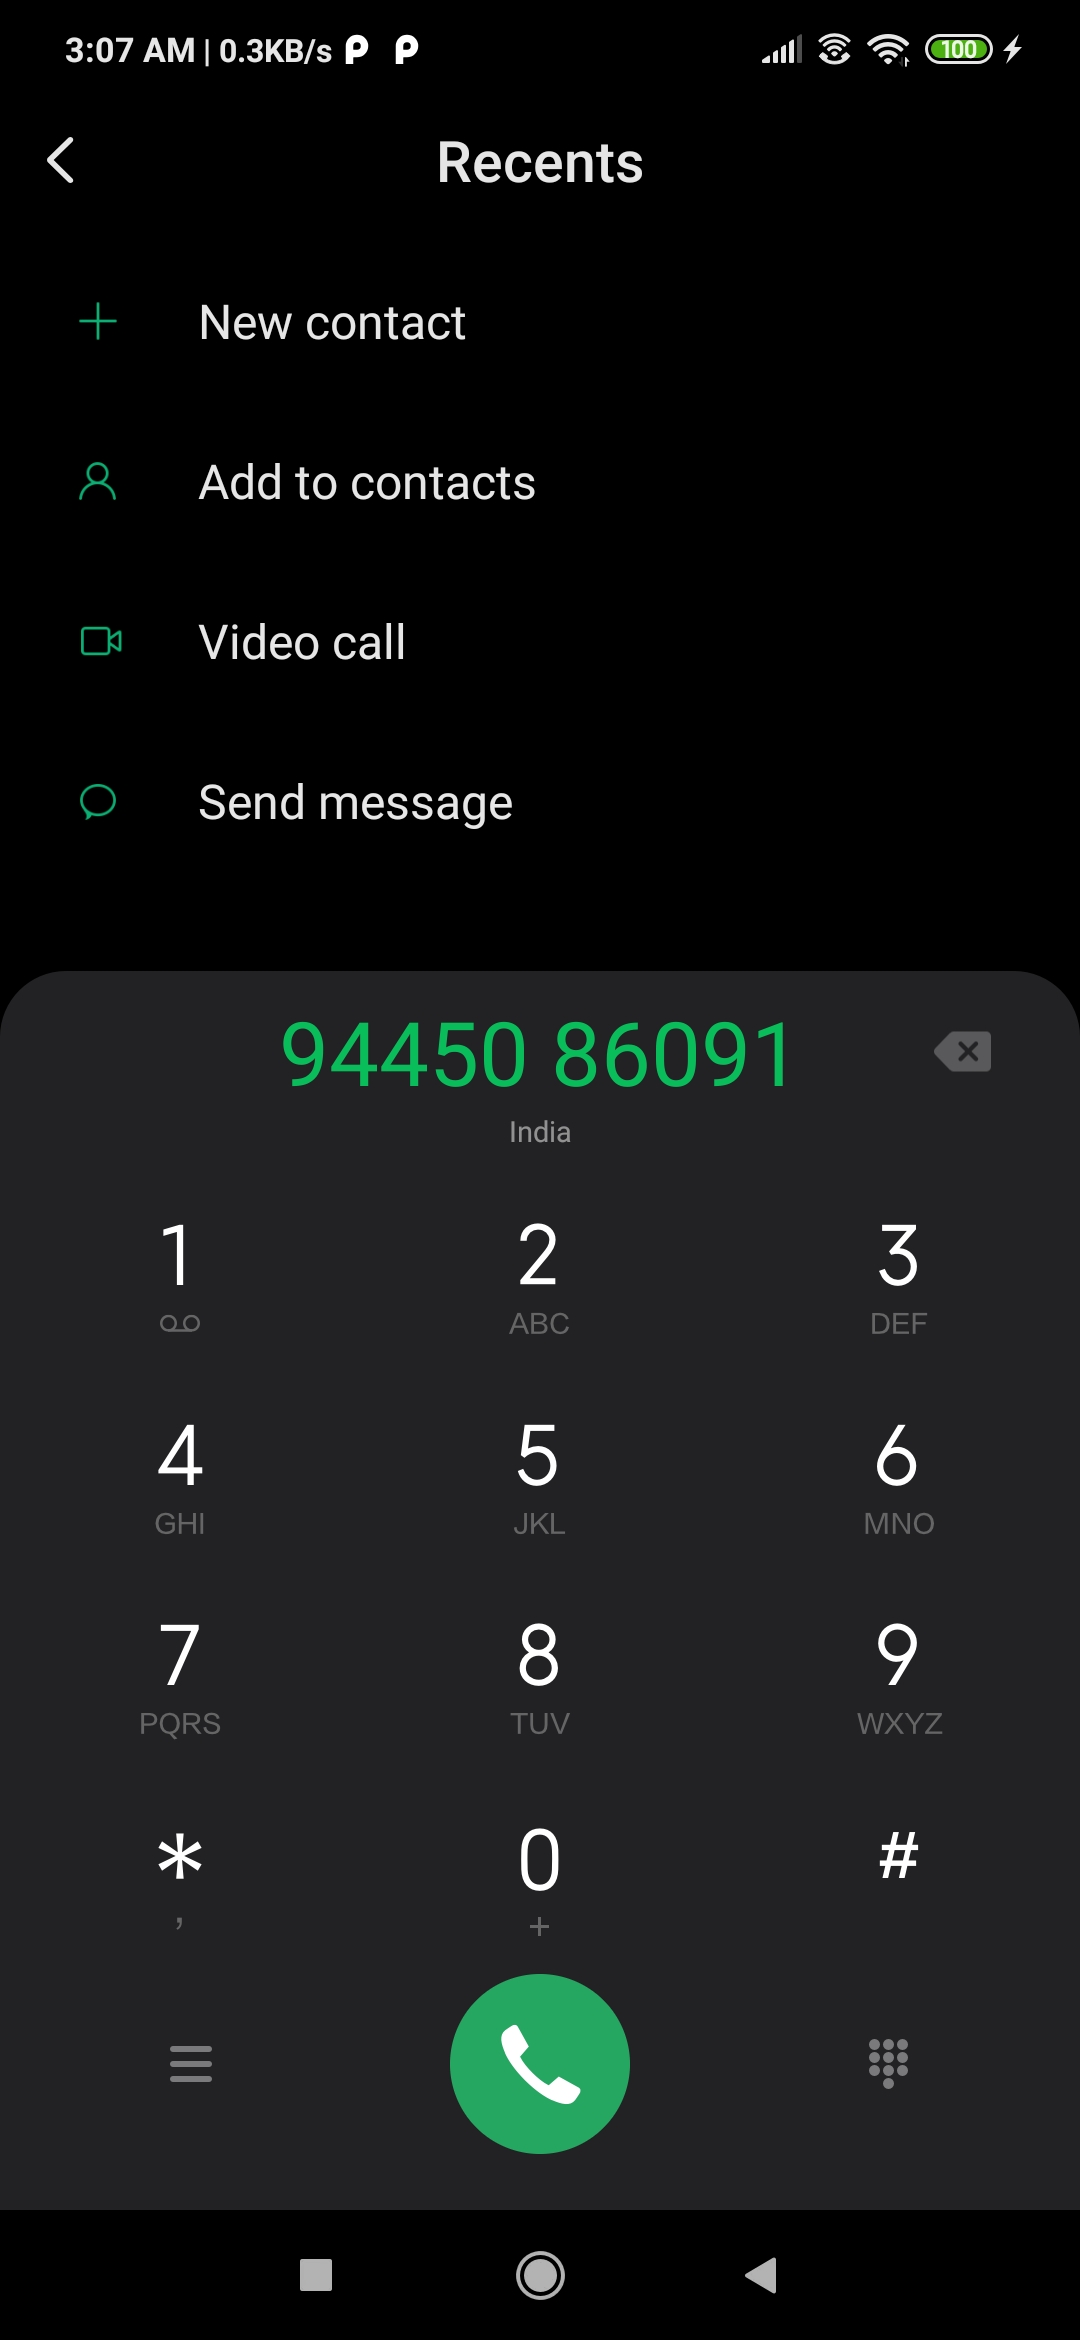 3:07 AM | 0.3KB/s
100
Recents
New contact
Add to contacts
Video call
Send message
94450 86091
India
1 2 3
ABC DEF
4 5 6
GHI JKL MNO
7 8 9
PQRS TUV WXYZ
* 0 #
, +